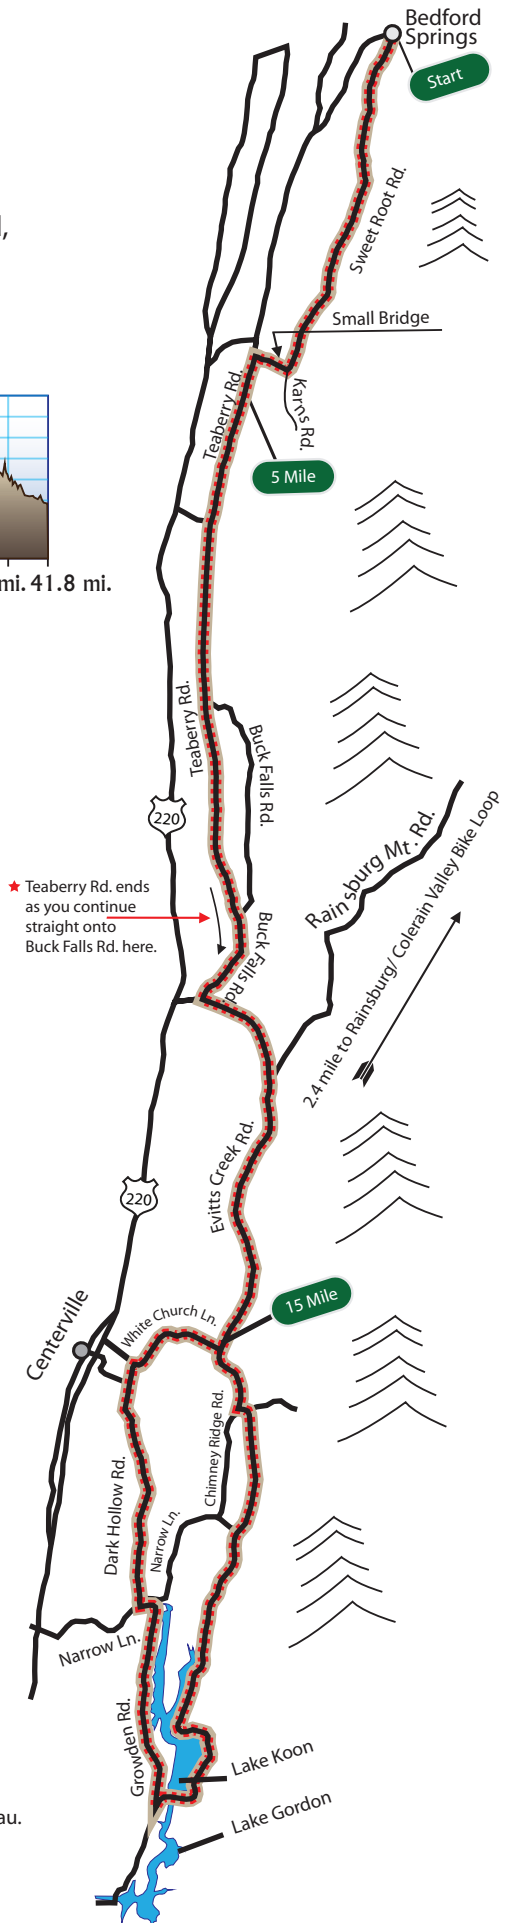 Bedford
Springs
Start
Sweet Root Rd.
l,
Small Bridge
Karns Rd.
Teaberry Rd.
5 Mile
mi. 41.8 mi.
Teaberry Rd.
Buck Falls Rd.
220
Rainsburg Mt. Rd.
2.4 mile to Rainsburg/ Colerain Valley Bike Loop
★ Teaberry Rd. ends
as you continue
straight onto
Buck Falls Rd. here.
Buck Falls Rd.
Evitts Creek Rd.
220
15 Mile
White Church Ln.
Centerville
Chimney Ridge Rd.
Dark Hollow Rd.
Narrow Ln.
Narrow Ln.
Growden Rd.
Lake Koon
Lake Gordon
au.